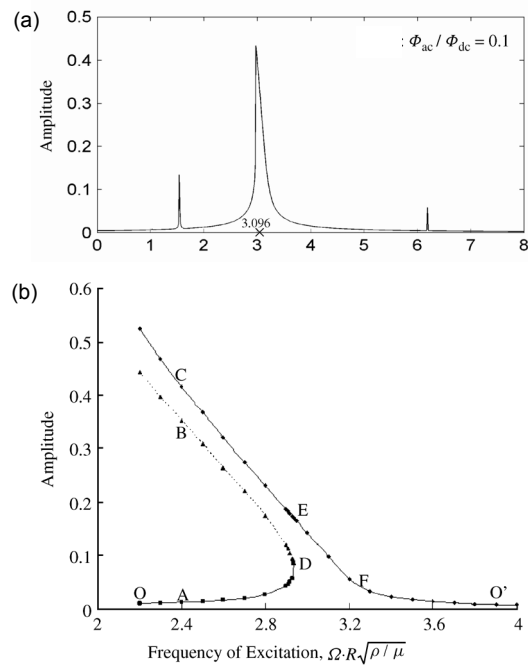 (a)
0.5
0.4
0.3
0.2
0.1
0
Amplitude
: Φac / Φdc = 0.1
3.096
0 1 2 3 4 5 6 7 8
(b)
0.6
0.5
0.4
0.3
0.2
0.1
0
Amplitude
C
B
E
D
F
O A O'
2 2.4 2.8 3.2 3.6 4
Frequency of Excitation, Ω·R√ρ / μ